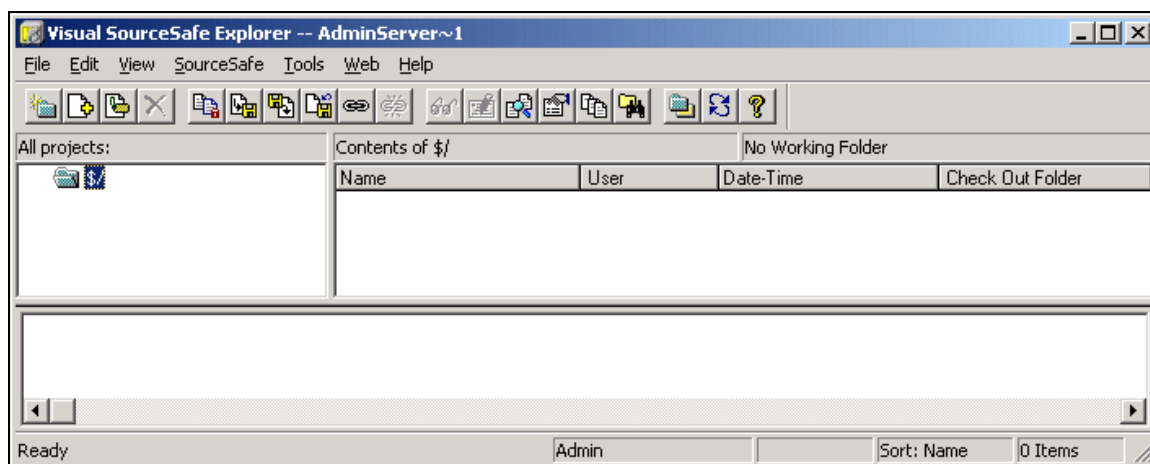 Visual SourceSafe Explorer -- AdminServer~1
File Edit View SourceSafe Tools Web Help
All projects: Contents of $/ No Working Folder
$/ Name User Date-Time Check Out Folder
Ready Admin Sort: Name 0 Items